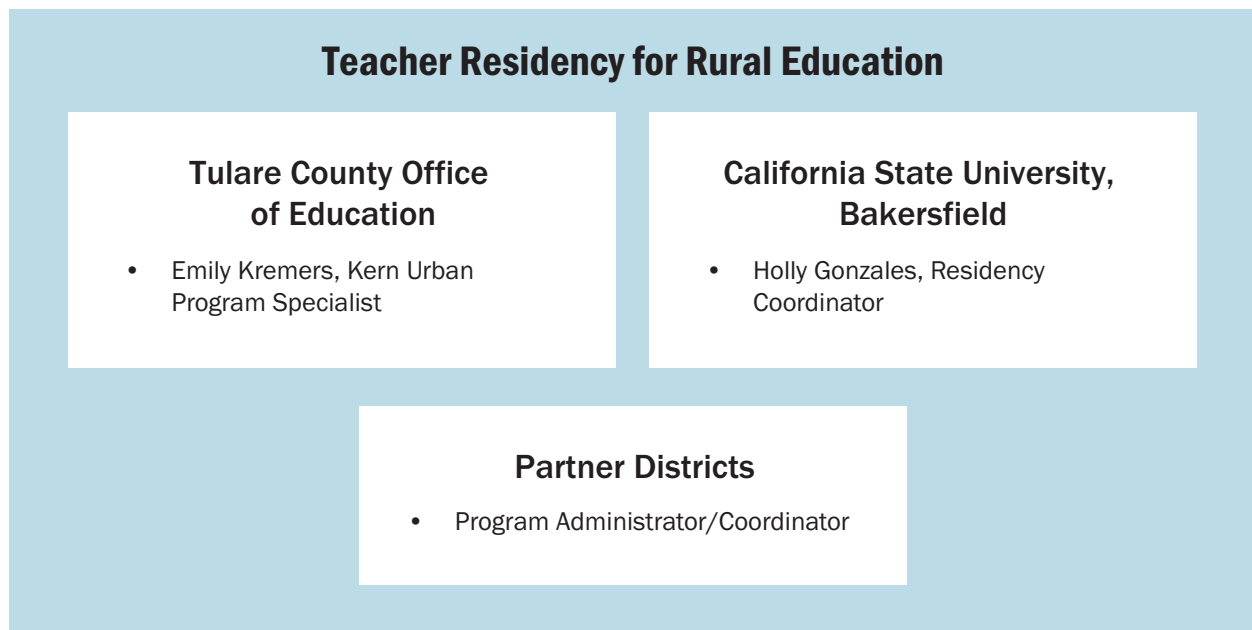 Teacher Residency for Rural Education
Tulare County Office
of Education
• Emily Kremers, Kern Urban
Program Specialist
California State University,
Bakersfield
• Holly Gonzales, Residency
Coordinator
Partner Districts
• Program Administrator/Coordinator